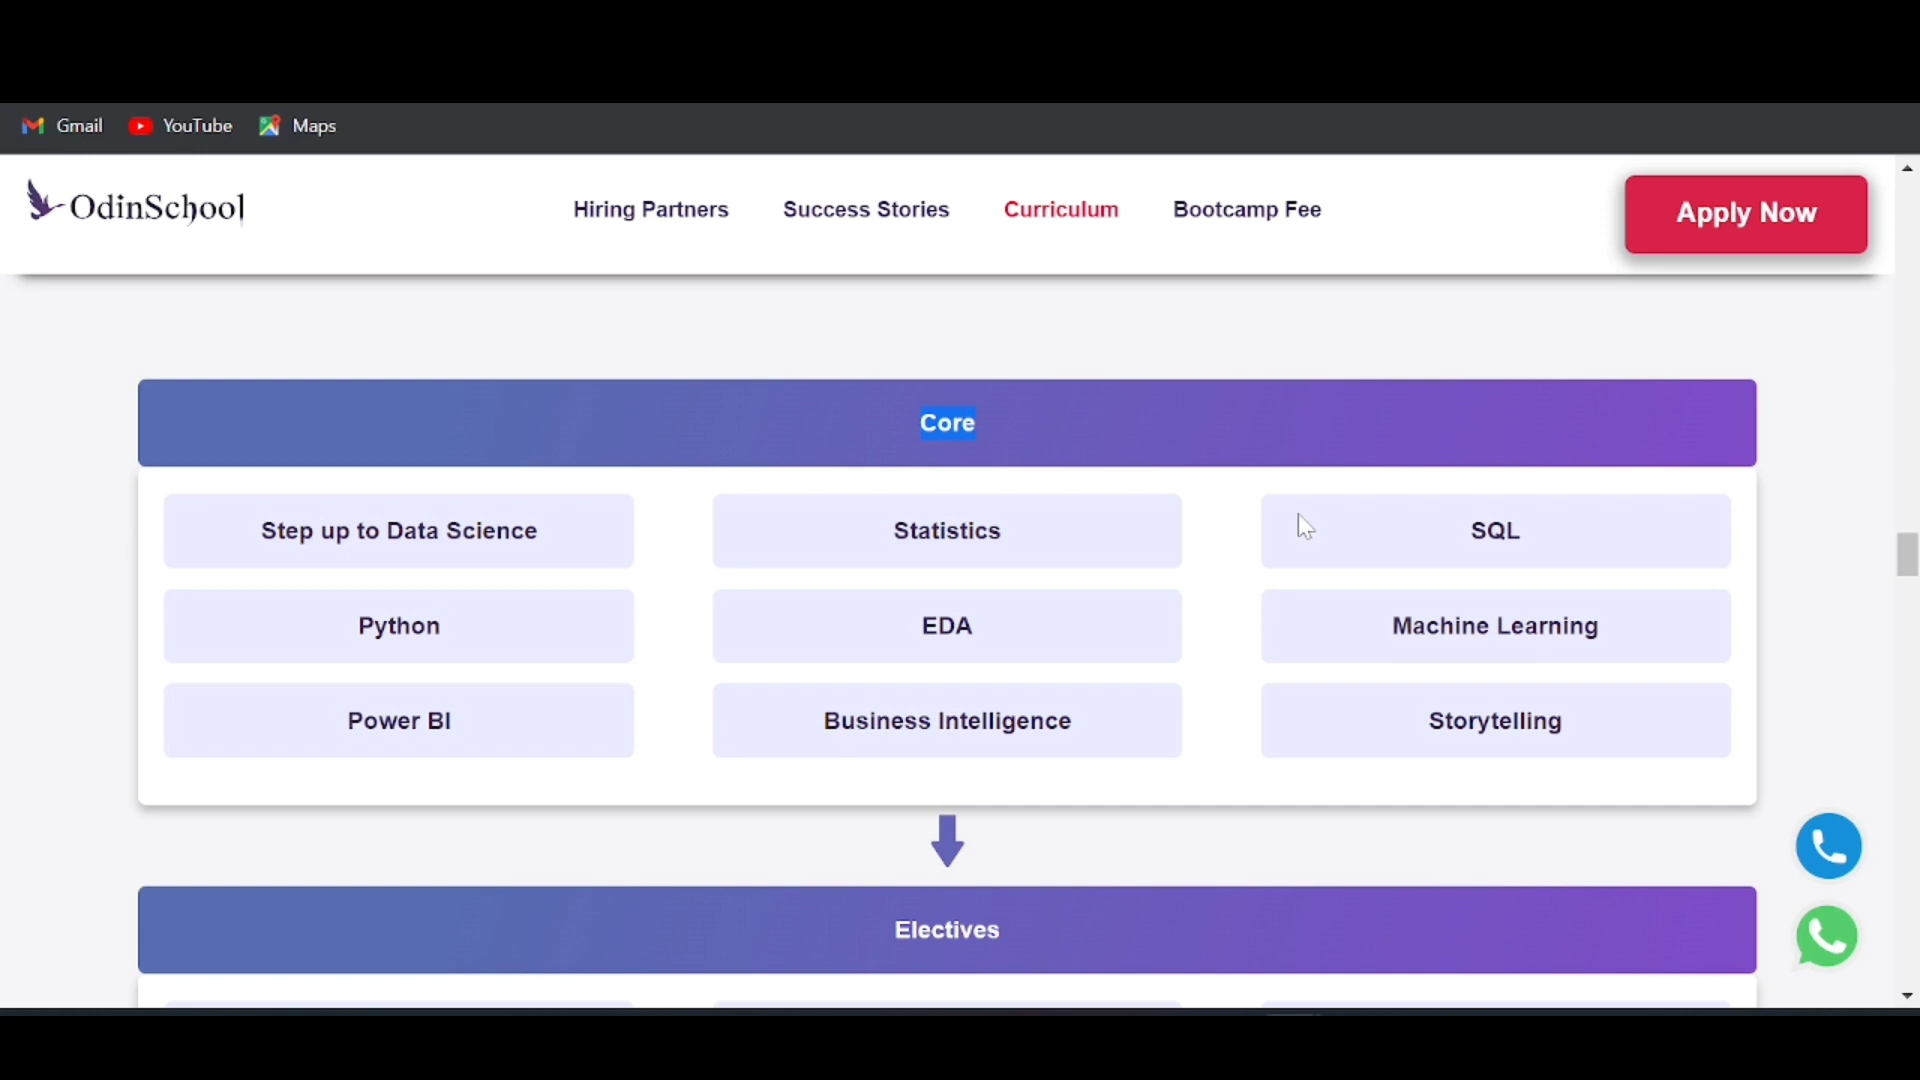 Gmail YouTube Maps
OdinSchool Hiring Partners Success Stories Curriculum Bootcamp Fee Apply Now
Core
Step up to Data Science Statistics SQL
Python EDA Machine Learning
Power BI Business Intelligence Storytelling
Electives